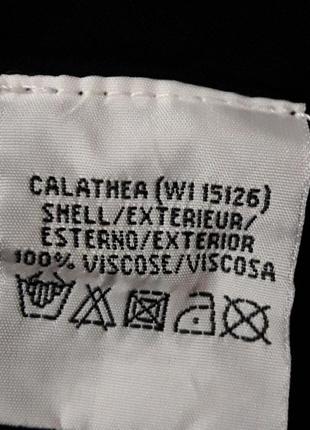 CALATHEA (WI 15126)
SHELL/EXTERIEUR/
ESTERNO/EXTERIOR
100% VISCOSE/VISCOSA